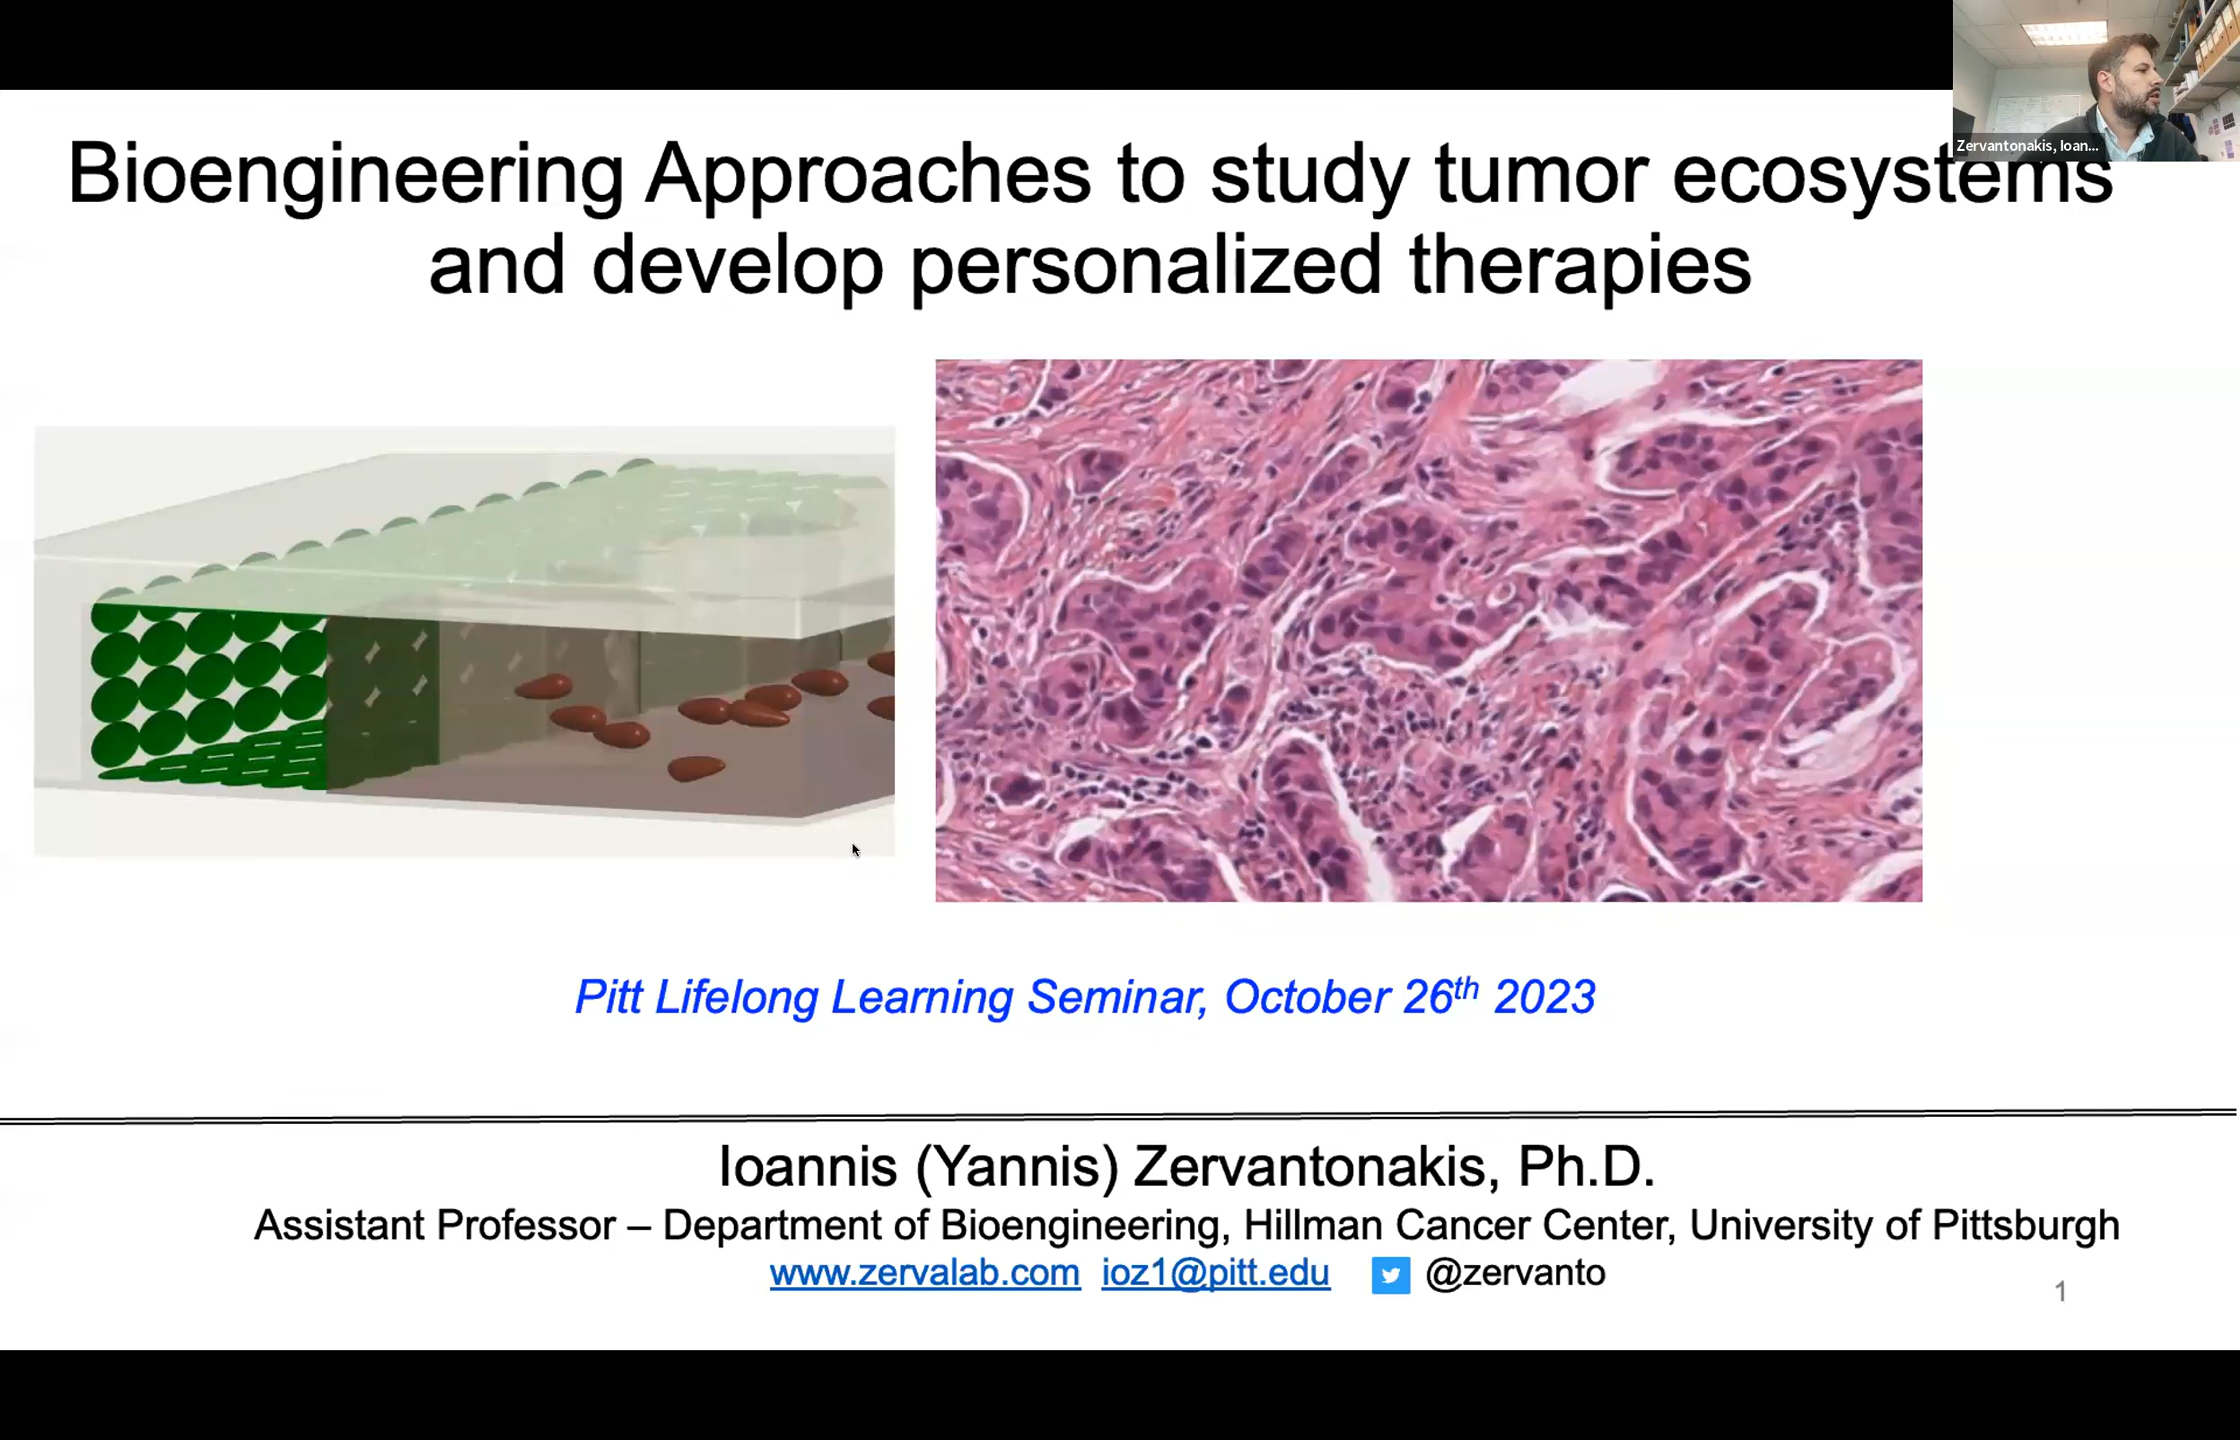 Zervantonakis, Ioan...
Bioengineering Approaches to study tumor ecosystems
and develop personalized therapies
Pitt Lifelong Learning Seminar, October 26th 2023
Ioannis (Yannis) Zervantonakis, Ph.D.
Assistant Professor – Department of Bioengineering, Hillman Cancer Center, University of Pittsburgh
www.zervalab.com ioz1@pitt.edu @zervanto
1